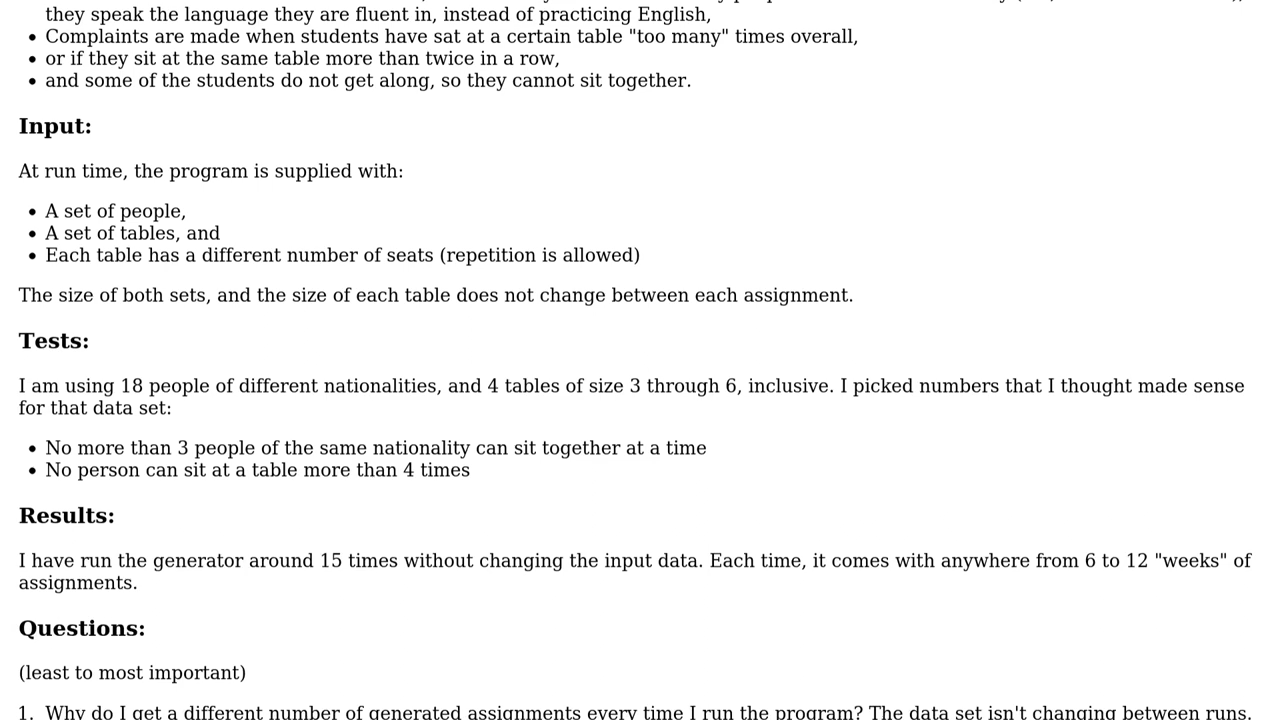 they speak the language they are fluent in, instead of practicing English,
• Complaints are made when students have sat at a certain table "too many" times overall,
• or if they sit at the same table more than twice in a row,
• and some of the students do not get along, so they cannot sit together.
Input:
At run time, the program is supplied with:
• A set of people,
• A set of tables, and
• Each table has a different number of seats (repetition is allowed)
The size of both sets, and the size of each table does not change between each assignment.
Tests:
I am using 18 people of different nationalities, and 4 tables of size 3 through 6, inclusive. I picked numbers that I thought made sense
for that data set:
• No more than 3 people of the same nationality can sit together at a time
• No person can sit at a table more than 4 times
Results:
I have run the generator around 15 times without changing the input data. Each time, it comes with anywhere from 6 to 12 "weeks" of
assignments.
Questions:
(least to most important)
1. Why do I get a different number of generated assignments every time I run the program? The data set isn't changing between runs.